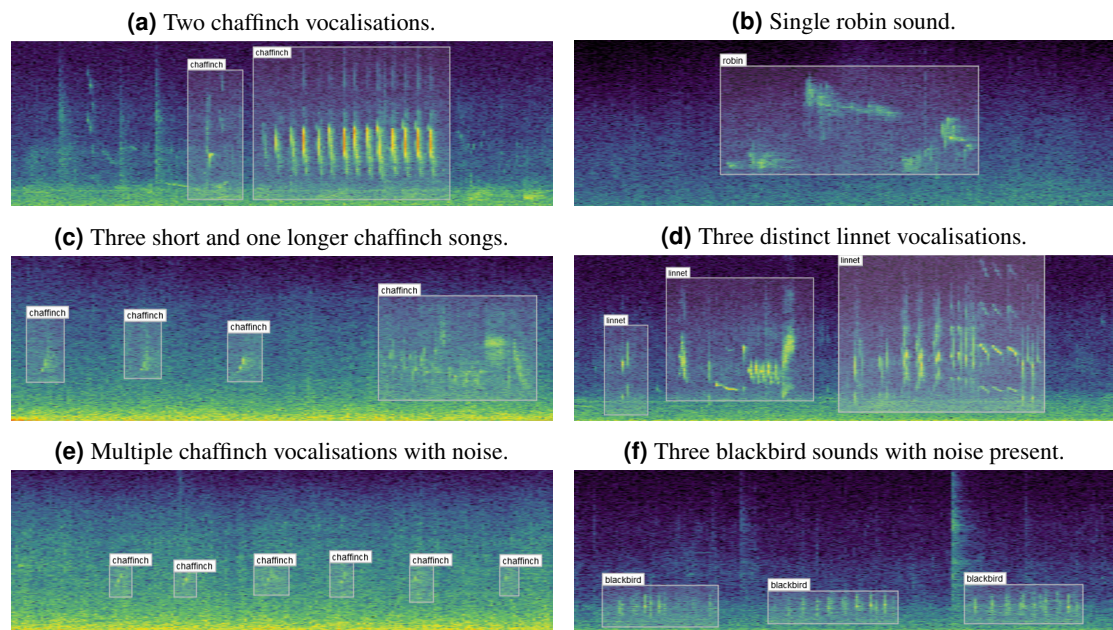 (a) Two chaffinch vocalisations.
chaffinch
chaffinch
(b) Single robin sound.
robin
(c) Three short and one longer chaffinch songs.
chaffinch
chaffinch
chaffinch
chaffinch
(d) Three distinct linnet vocalisations.
linnet
linnet
linnet
(e) Multiple chaffinch vocalisations with noise.
chaffinch
chaffinch
chaffinch
chaffinch
chaffinch
chaffinch
(f) Three blackbird sounds with noise present.
blackbird
blackbird
blackbird